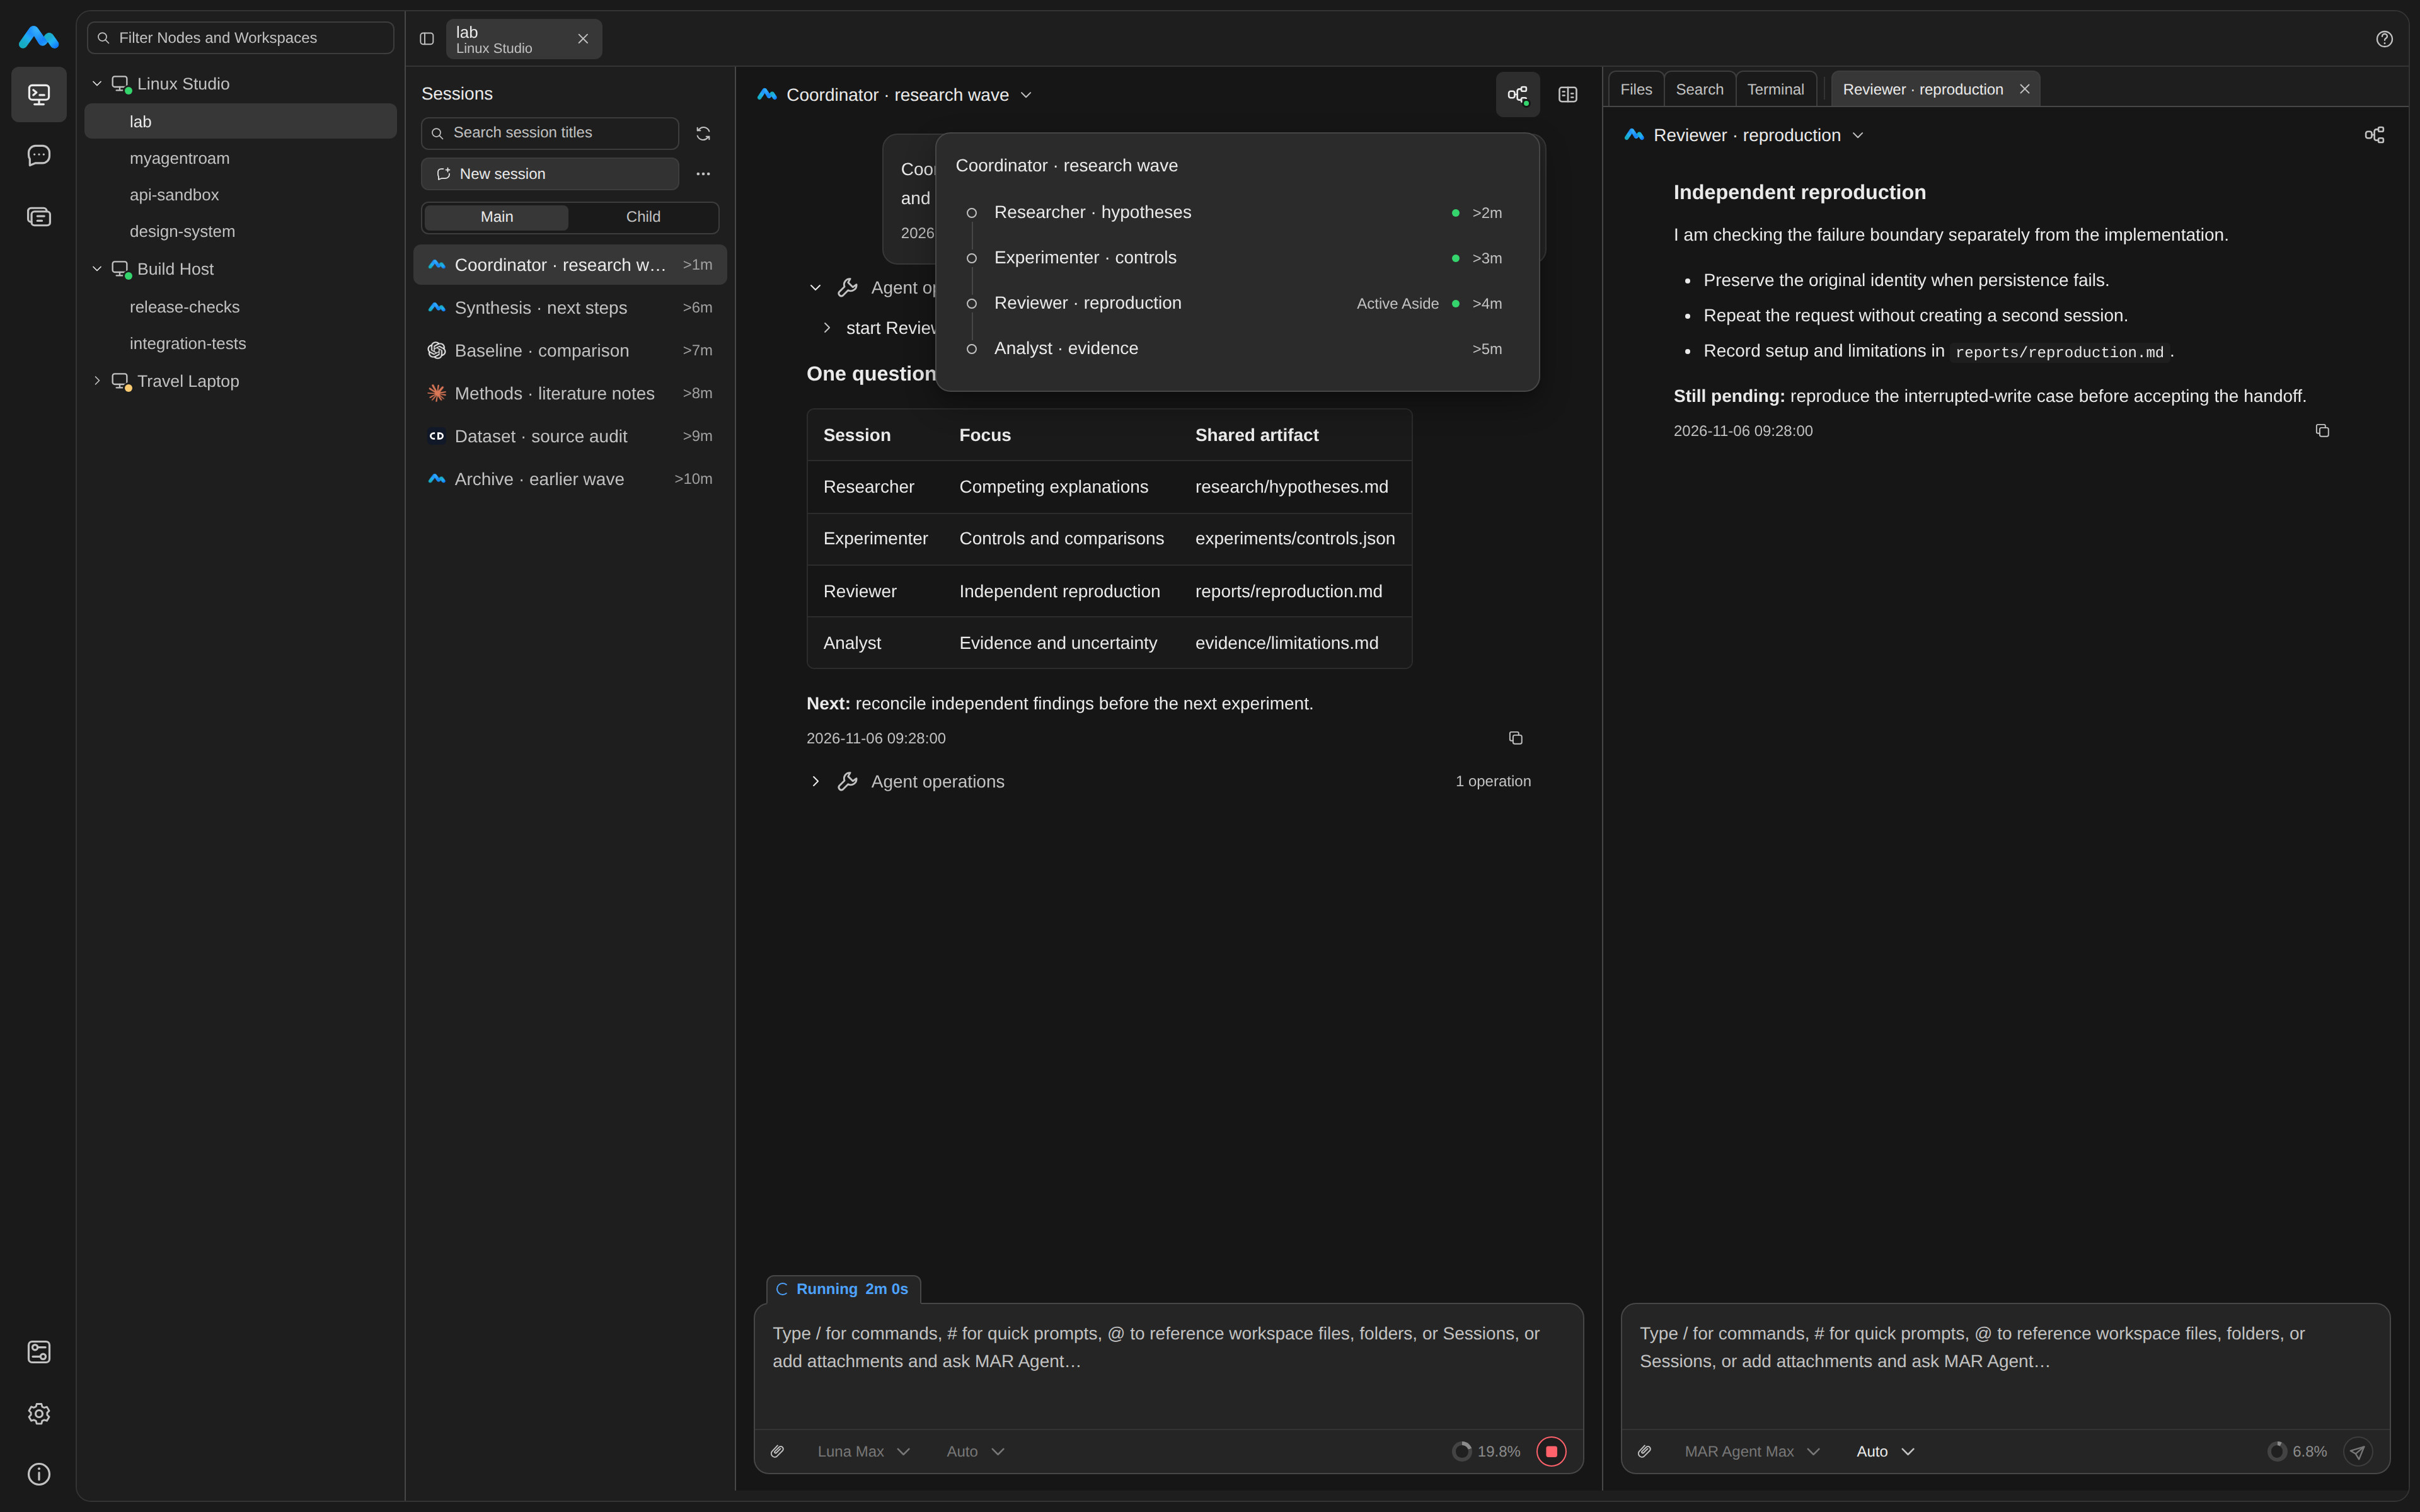 Filter Nodes and Workspaces
Linux Studio
lab
myagentroam
api-sandbox
design-system
Build Host
release-checks
integration-tests
Travel Laptop
lab
Linux Studio
Sessions
Search session titles
New session
Main Child
Coordinator · research w… >1m
Synthesis · next steps >6m
Baseline · comparison >7m
Methods · literature notes >8m
CD Dataset · source audit >9m
Archive · earlier wave >10m
Coordinator · research wave
and
2026
Coordinator · research wave
Researcher · hypotheses >2m
Experimenter · controls >3m
Reviewer · reproduction Active Aside >4m
Analyst · evidence >5m
Agent
start
One question
Session Focus Shared artifact
Researcher Competing explanations research/hypotheses.md
Experimenter Controls and comparisons experiments/controls.json
Reviewer Independent reproduction reports/reproduction.md
Analyst Evidence and uncertainty evidence/limitations.md
Next: reconcile independent findings before the next experiment.
2026-11-06 09:28:00
Agent operations 1 operation
Running 2m 0s
Type / for commands, # for quick prompts, @ to reference workspace files, folders, or Sessions, or
add attachments and ask MAR Agent…
Luna Max Auto 19.8%
Files Search Terminal Reviewer · reproduction
Reviewer · reproduction
Independent reproduction
I am checking the failure boundary separately from the implementation.
• Preserve the original identity when persistence fails.
• Repeat the request without creating a second session.
• Record setup and limitations in reports/reproduction.md.
Still pending: reproduce the interrupted-write case before accepting the handoff.
2026-11-06 09:28:00
Type / for commands, # for quick prompts, @ to reference workspace files, folders, or
Sessions, or add attachments and ask MAR Agent…
MAR Agent Max Auto 6.8%